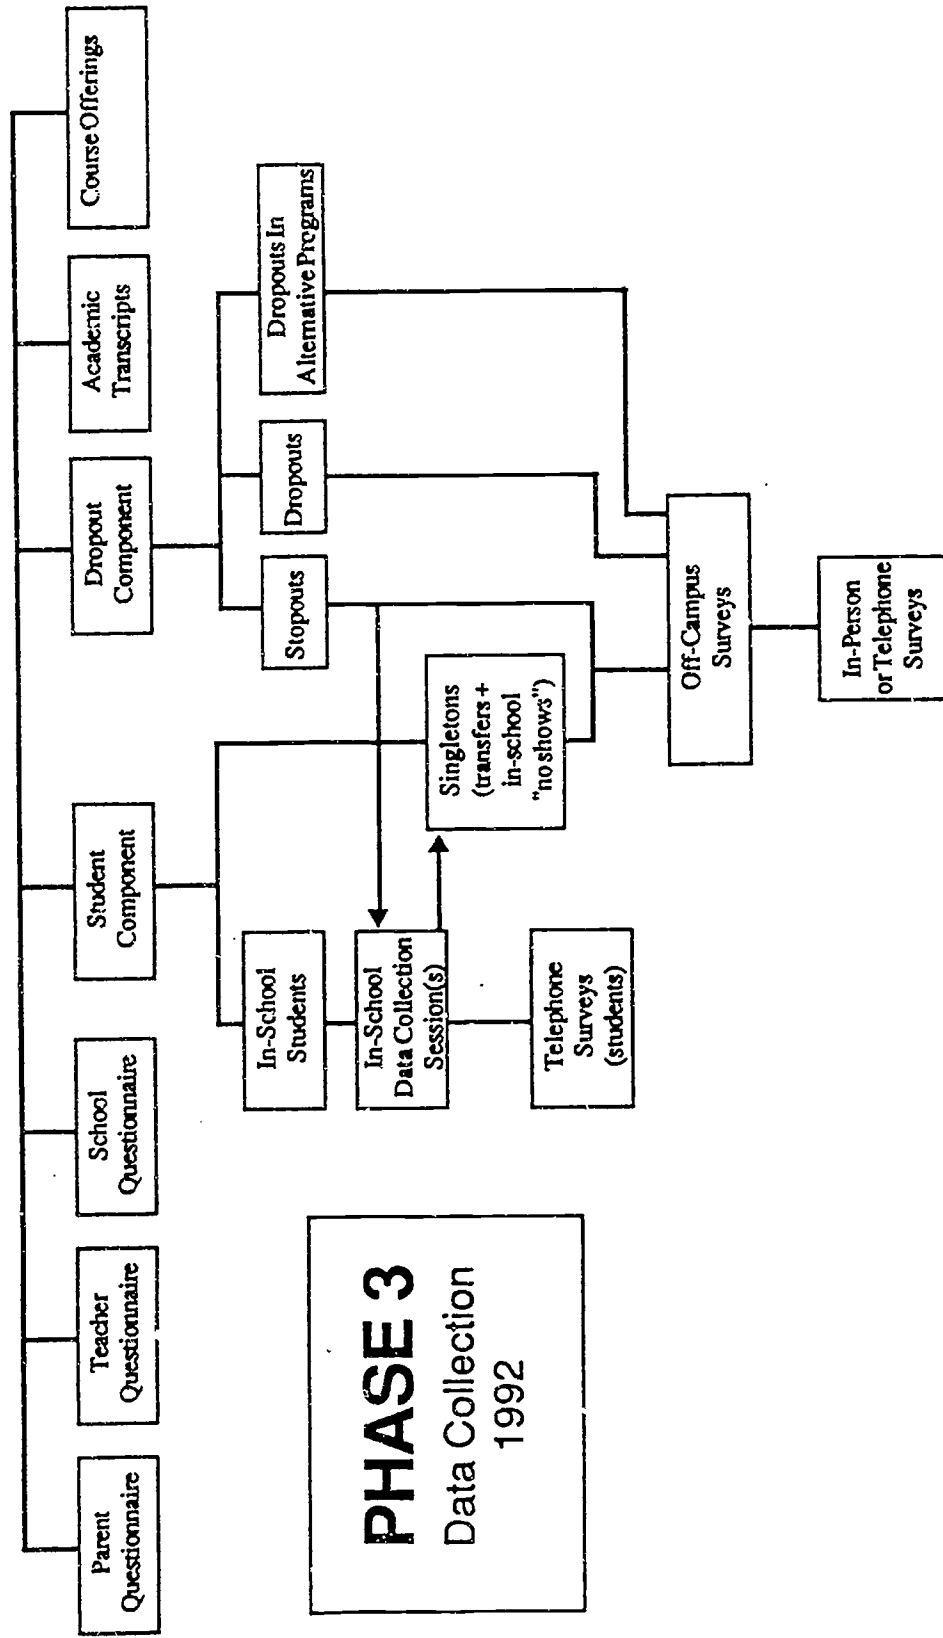 Parent
Questionnaire
Teacher
Questionnaire
School
Questionnaire
Student
Component
Dropout
Component
Academic
Transcripts
Course Offerings
In-School
Students
Stopouts
Dropouts
Dropouts In
Alternative Programs
In-School
Data Collection
Session(s)
Singletons
(transfers +
in-school
"no shows")
Telephone
Surveys
(students)
Off-Campus
Surveys
In-Person
or Telephone
Surveys
PHASE 3
Data Collection
1992